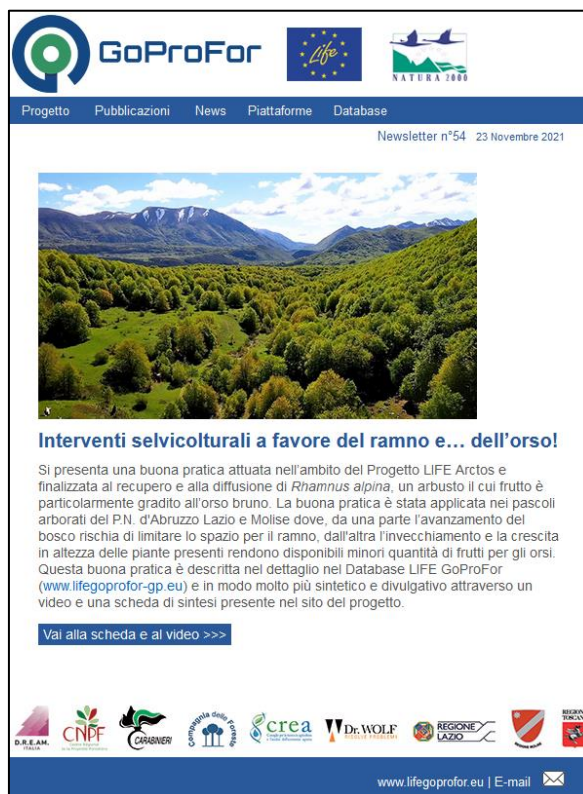 GoProFor
Life
NATURA 2000
Progetto Pubblicazioni News Piattaforme Database
Newsletter n°54 23 Novembre 2021
Interventi selvicolturali a favore del ramno e… dell'orso!
Si presenta una buona pratica attuata nell'ambito del Progetto LIFE Arctos e
finalizzata al recupero e alla diffusione di Rhamnus alpina, un arbusto il cui frutto è
particolarmente gradito all'orso bruno. La buona pratica è stata applicata nei pascoli
arborati del P.N. d'Abruzzo Lazio e Molise dove, da una parte l'avanzamento del
bosco rischia di limitare lo spazio per il ramno, dall'altra l'invecchiamento e la crescita
in altezza delle piante presenti rendono disponibili minori quantità di frutti per gli orsi.
Questa buona pratica è descritta nel dettaglio nel Database LIFE GoProFor
(www.lifegoprofor-gp.eu) e in modo molto più sintetico e divulgativo attraverso un
video e una scheda di sintesi presente nel sito del progetto.
Vai alla scheda e al video >>>
D.R.E.AM.
ITALIA
CNPF
CARABINIERI
Compagnia delle Foreste
crea
Dr.WOLF
REGIONE
LAZIO
REGIONE MOLISE
REGIONE
TOSCANA
www.lifegoprofor.eu | E-mail